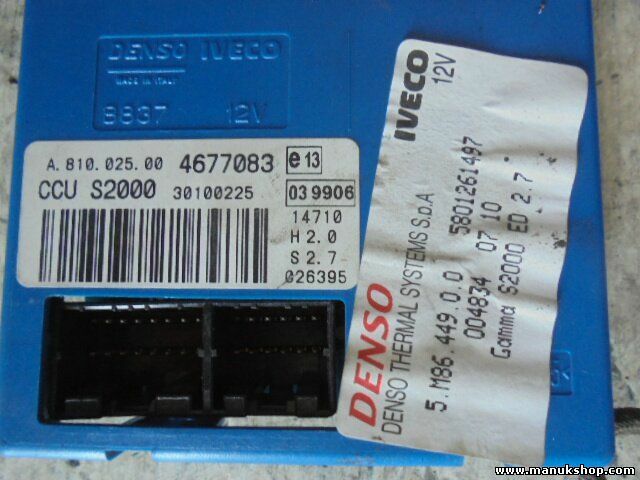 DENSO IVECO
MADE IN ITALY
8837 12V
A.810.025.00 4677083 e13
CCU S2000 30100225 039906
14710
H 2.0
S 2.7
026395
IVECO 12V
DENSO
DENSO THERMAL SYSTEMS S.p.A
5.M86.449.0.0 5801261497
004834 07 10
Gamma S2000 ED 2.7
www.manukshop.com